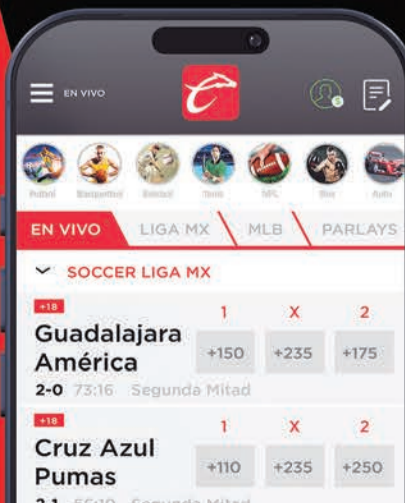 EN VIVO
Futbol Basquetbol Beisbol Tenis NFL Box Auto
EN VIVO LIGA MX MLB PARLAYS
SOCCER LIGA MX
+18 1 X 2
Guadalajara
América
+150 +235 +175
2-0 73:16 Segunda Mitad
+18 1 X 2
Cruz Azul
Pumas
+110 +235 +250
Segunda Mitad